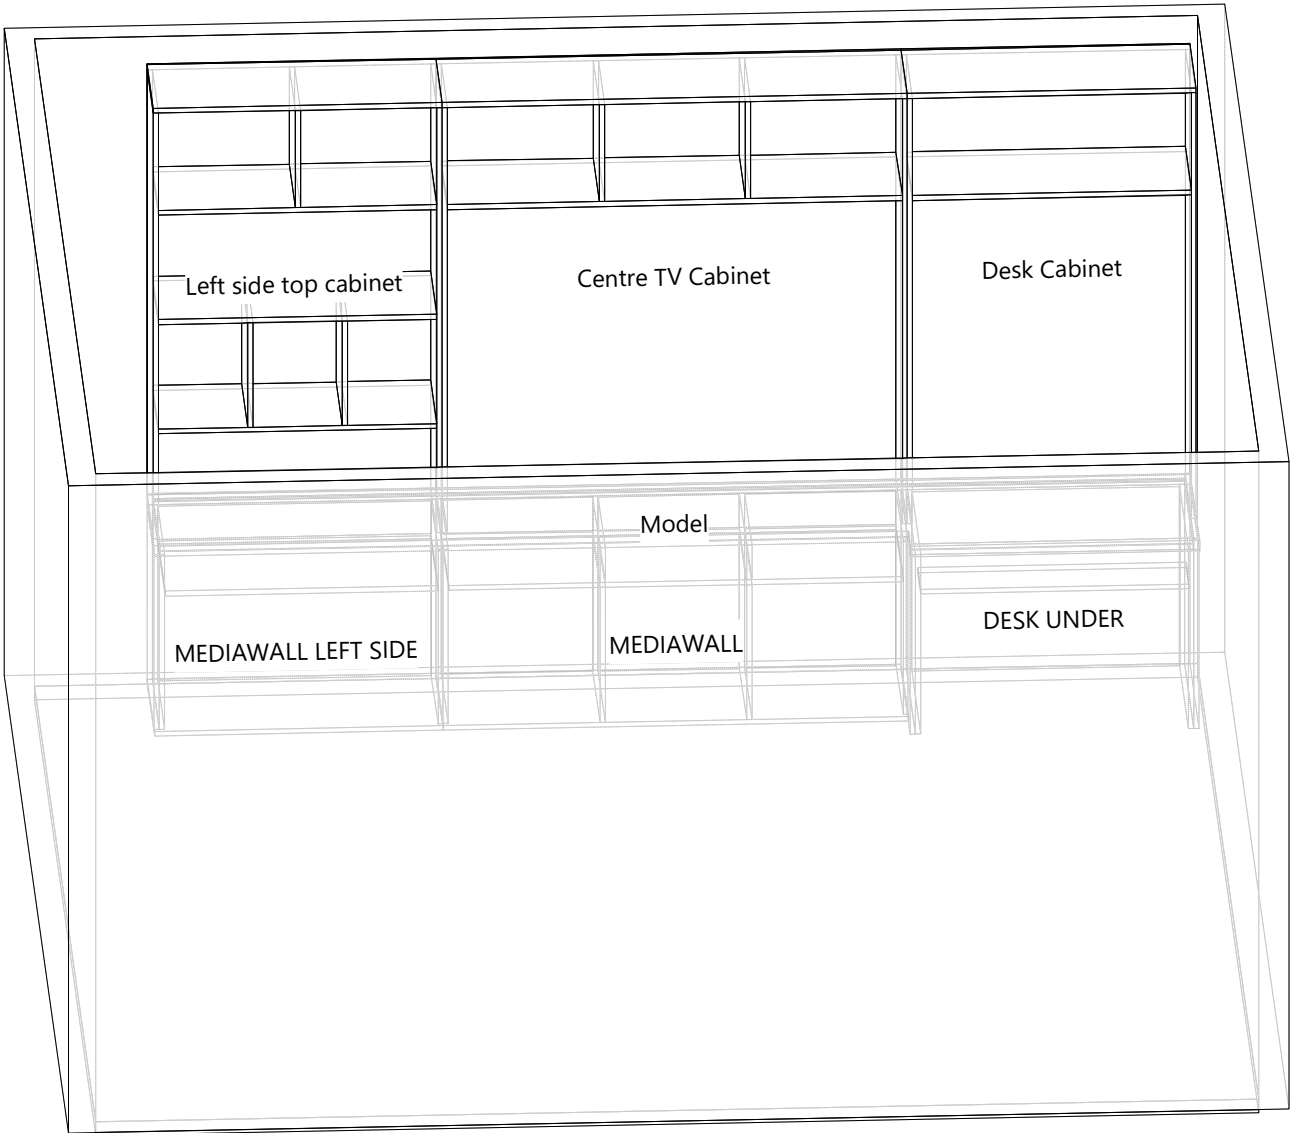 Left side top cabinet
Centre TV Cabinet
Desk Cabinet
Model
MEDIAWALL LEFT SIDE
MEDIAWALL
DESK UNDER